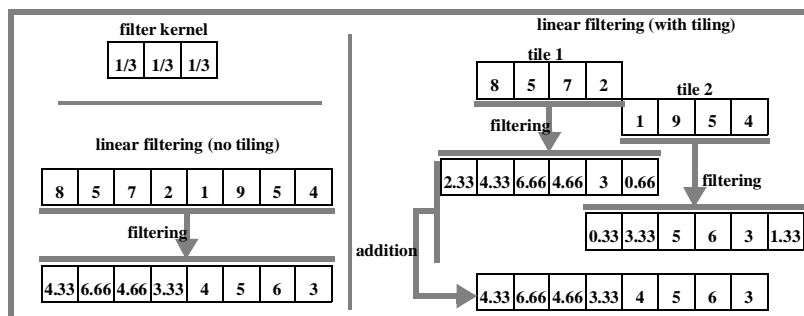 filter kernel
1/3 1/3 1/3
linear filtering (no tiling)
8 5 7 2 1 9 5 4
filtering
4.33 6.66 4.66 3.33 4 5 6 3
linear filtering (with tiling)
tile 1
8 5 7 2
tile 2
1 9 5 4
filtering
2.33 4.33 6.66 4.66 3 0.66
filtering
0.33 3.33 5 6 3 1.33
addition
4.33 6.66 4.66 3.33 4 5 6 3